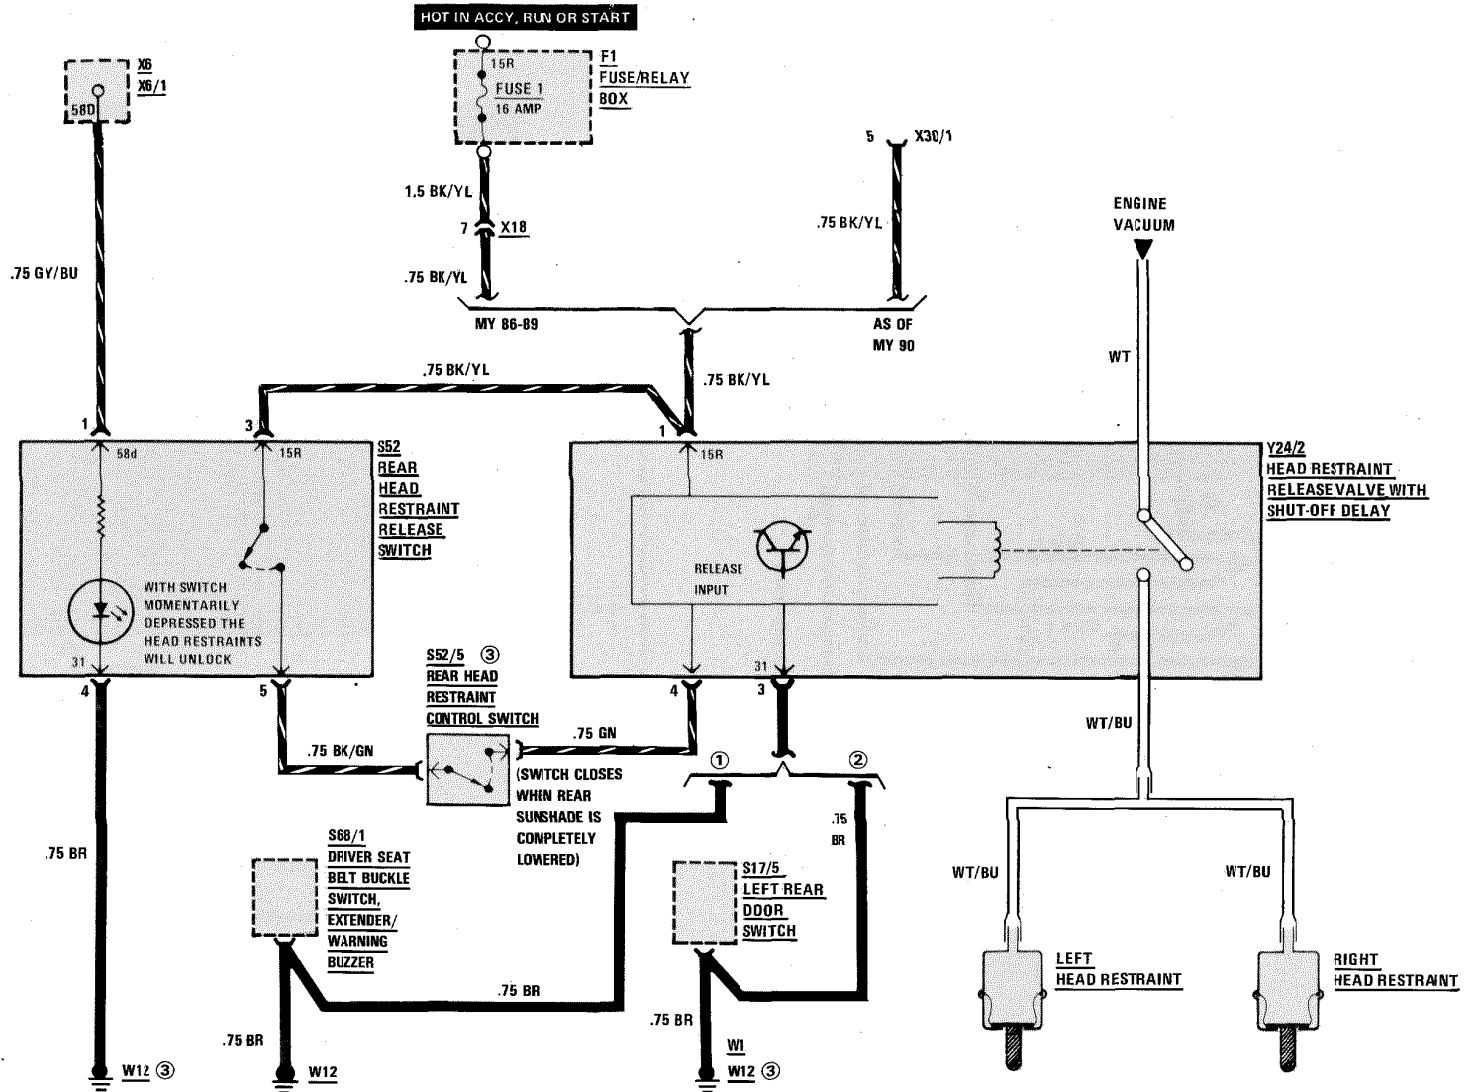 HOT IN ACCY, RUN OR START
X6
X6/1
58D
15R
FUSE 1
16 AMP
F1
FUSE/RELAY
BOX
5
X30/1
1.5 BK/YL
7
X18
.75 BK/YL
.75 BK/YL
ENGINE
VACUUM
.75 GY/BU
MY 86-89
AS OF
MY 90
WT
.75 BK/YL
.75 BK/YL
1
3
1
58d
15R
S52
REAR
HEAD
RESTRAINT
RELEASE
SWITCH
15R
Y24/2
HEAD RESTRAINT
RELEASE VALVE WITH
SHUT-OFF DELAY
RELEASE
INPUT
WITH SWITCH
MOMENTARILY
DEPRESSED THE
HEAD RESTRAINTS
WILL UNLOCK
31
31
4
5
S52/5 ③
REAR HEAD
RESTRAINT
CONTROL SWITCH
4
3
WT/BU
.75 BK/GN
.75 GN
(SWITCH CLOSES
WHIN REAR
SUNSHADE IS
COMPLETELY
LOWERED)
①
②
.75
BR
.75 BR
S68/1
DRIVER SEAT
BELT BUCKLE
SWITCH,
EXTENDER/
WARNING
BUZZER
S17/5
LEFT REAR
DOOR
SWITCH
WT/BU
WT/BU
LEFT
HEAD RESTRAINT
RIGHT
HEAD RESTRAINT
.75 BR
.75 BR
.75 BR
W12 ③
W12
W1
W12 ③